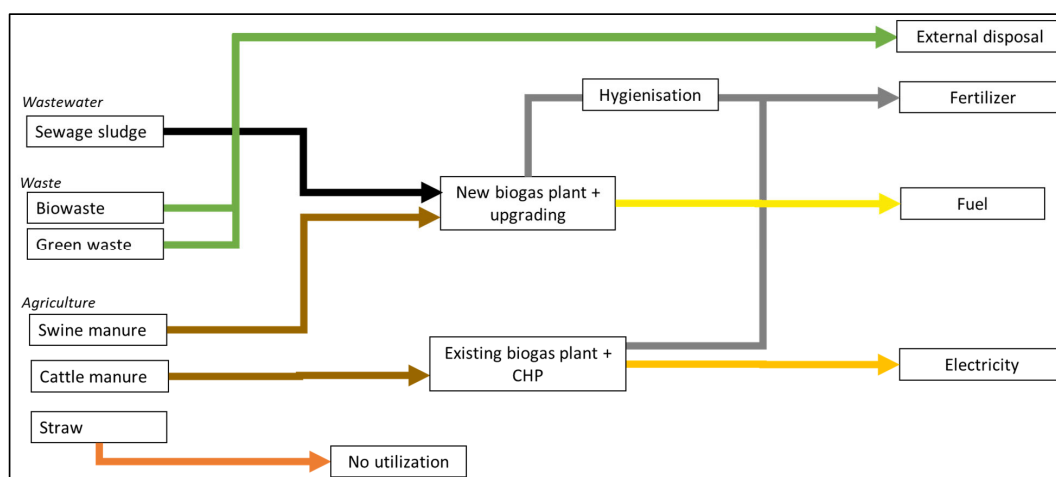 External disposal
Hygienisation
Fertilizer
Wastewater
Sewage sludge
Waste
Biowaste
Green waste
New biogas plant +
upgrading
Fuel
Agriculture
Swine manure
Cattle manure
Existing biogas plant +
CHP
Electricity
Straw
No utilization